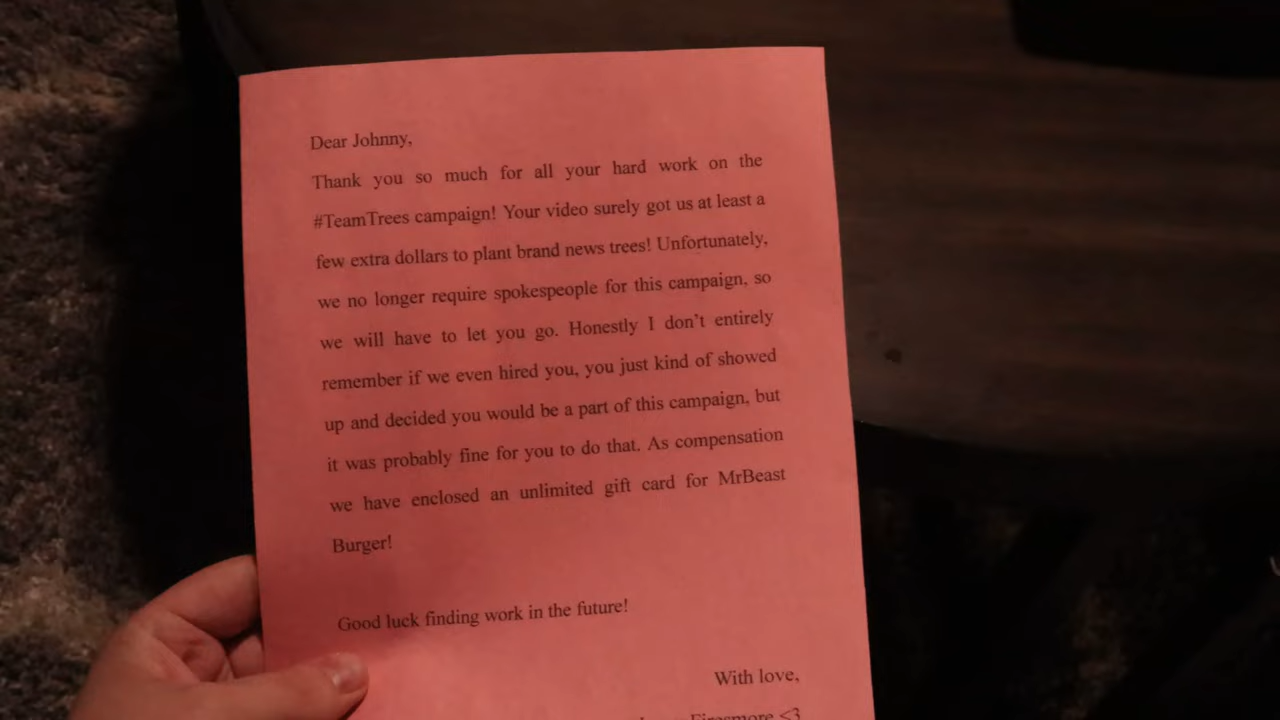 Dear Johnny,
Thank you so much for all your hard work on the
#TeamTrees campaign! Your video surely got us at least a
few extra dollars to plant brand news trees! Unfortunately,
we no longer require spokespeople for this campaign, so
we will have to let you go. Honestly I don’t entirely
remember if we even hired you, you just kind of showed
up and decided you would be a part of this campaign, but
it was probably fine for you to do that. As compensation
we have enclosed an unlimited gift card for MrBeast
Burger!
Good luck finding work in the future!
With love,
<3